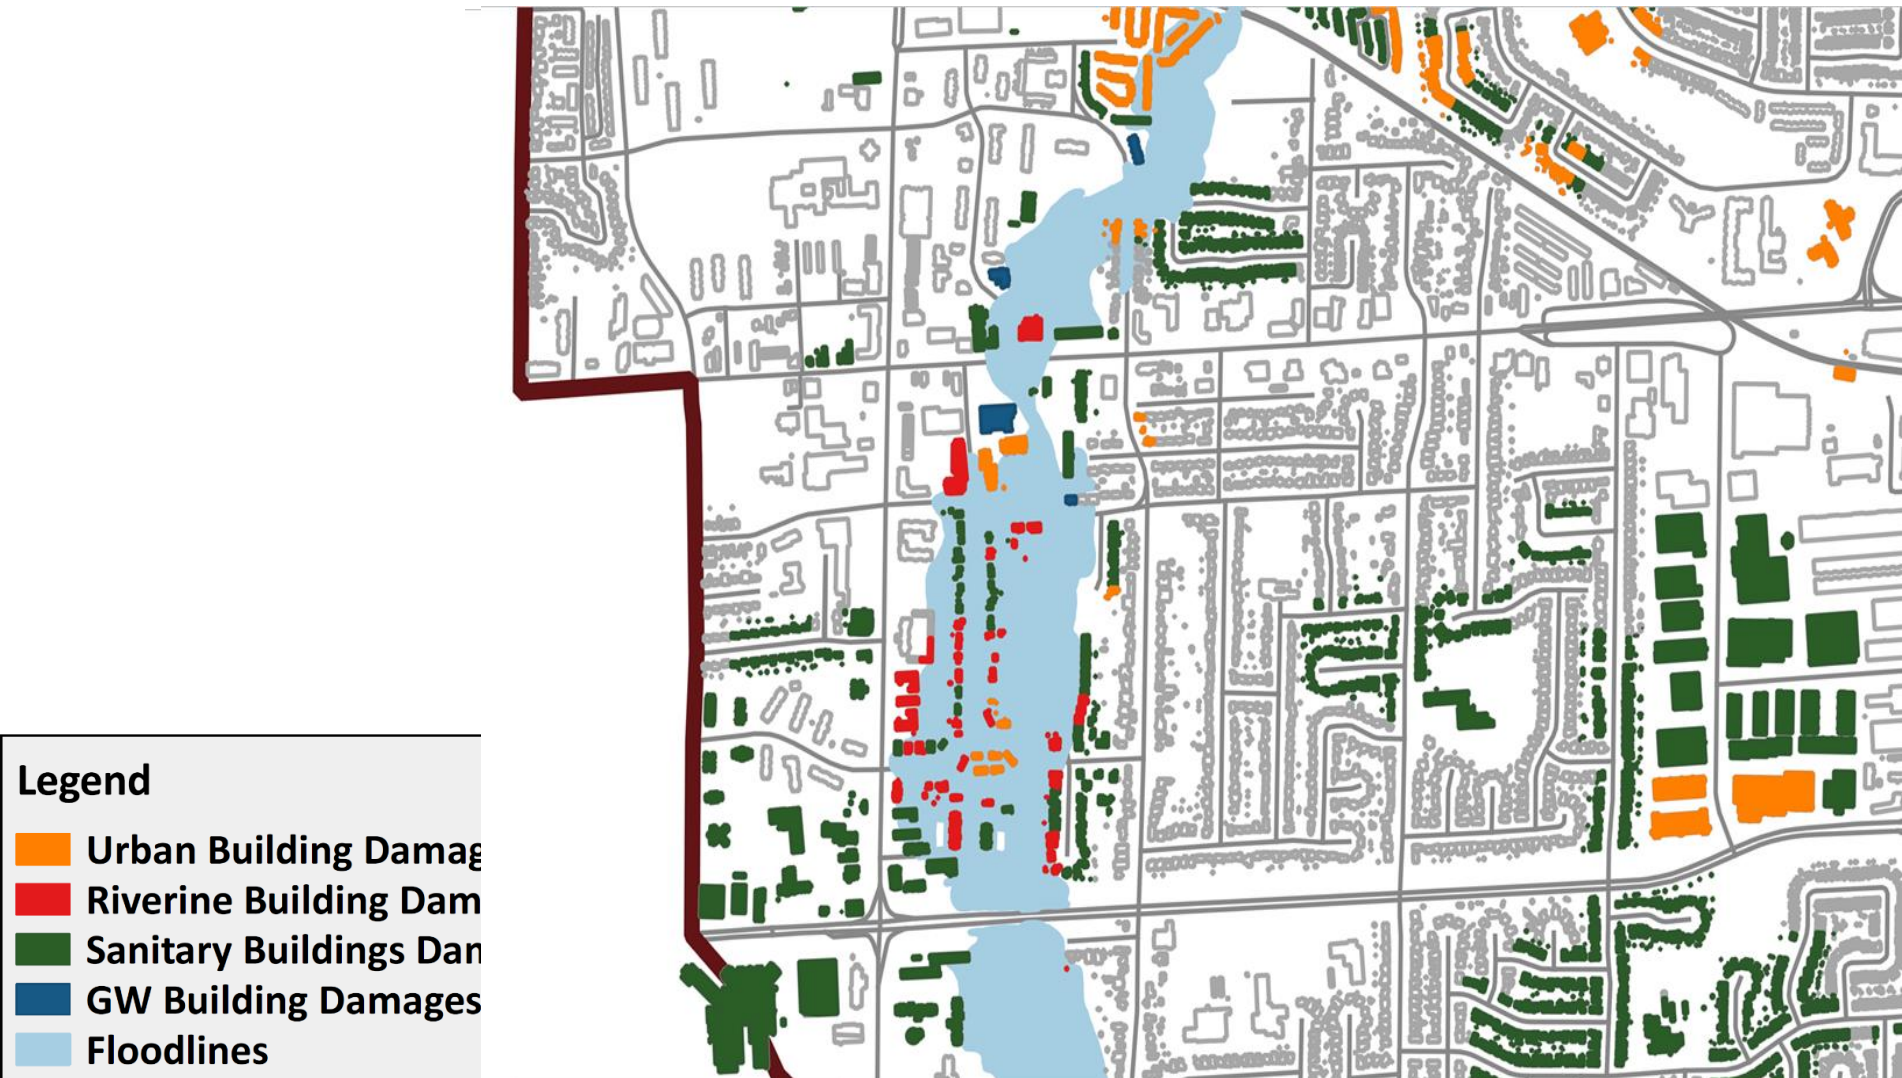 Legend
Urban Building Damag
Riverine Building Dam
Sanitary Buildings Dan
GW Building Damages
Floodlines